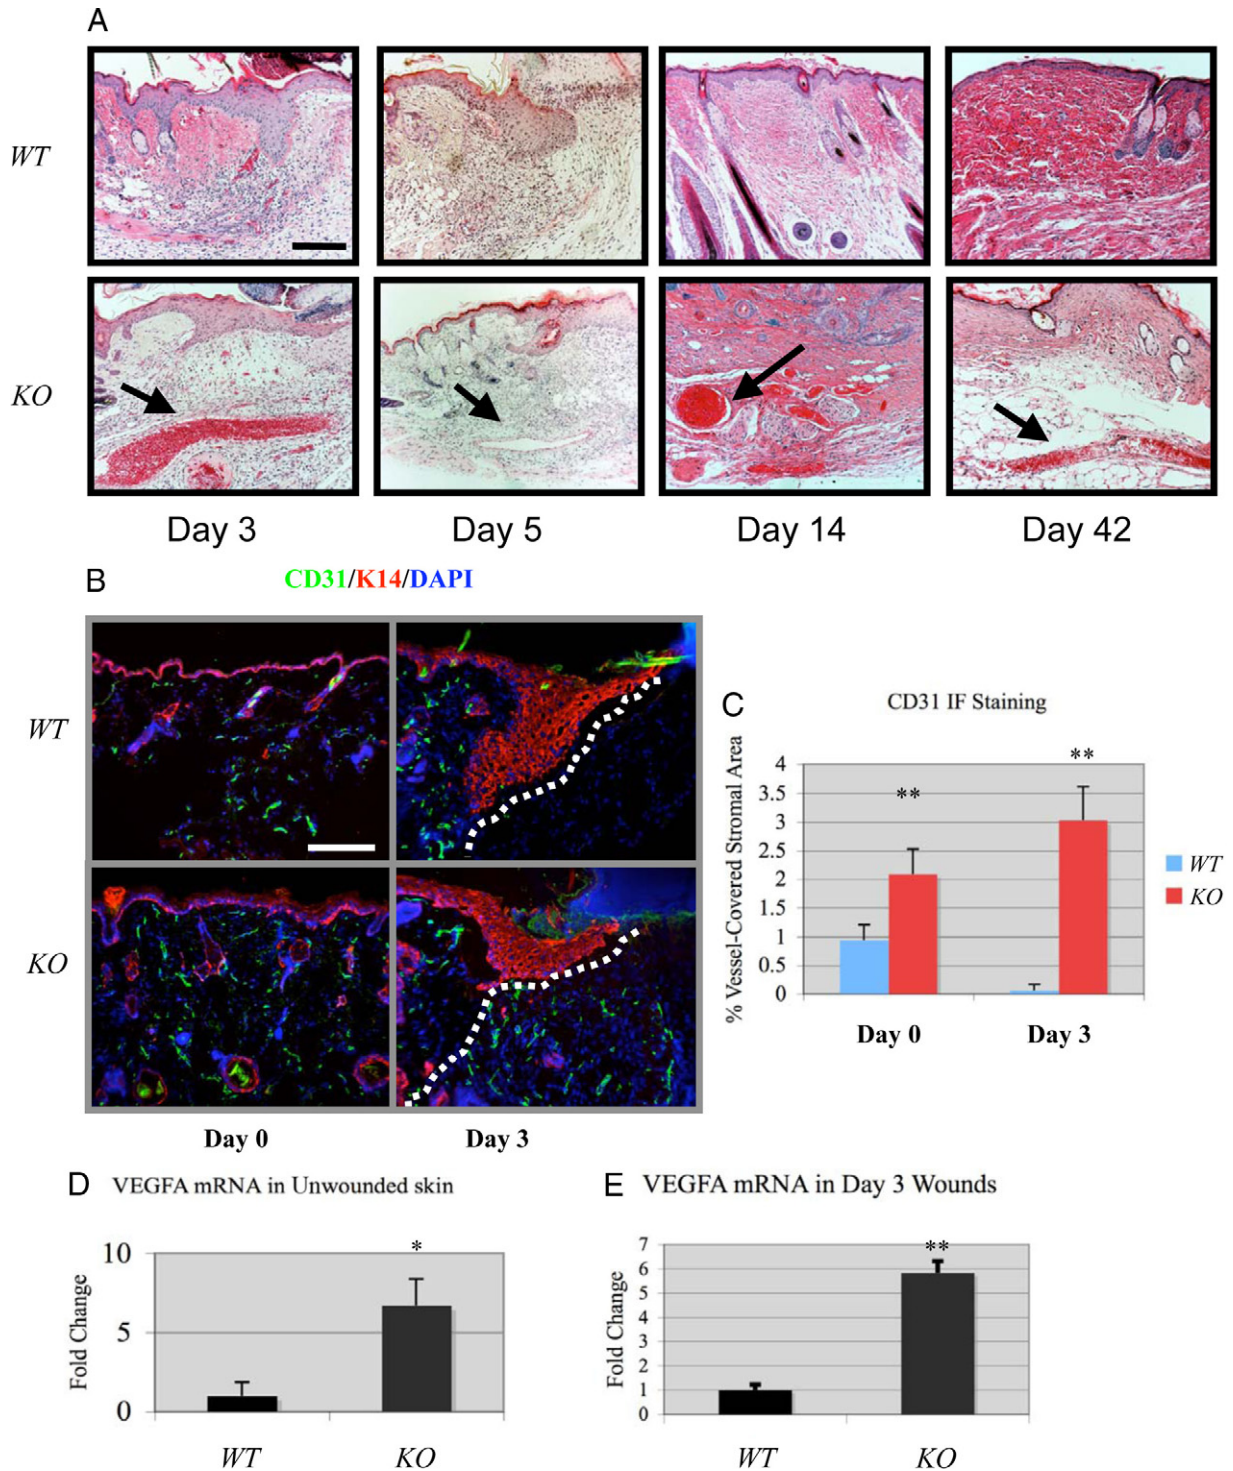 A
WT
KO
Day 3
Day 5
Day 14
Day 42
B
CD31/K14/DAPI
WT
KO
Day 0
Day 3
C
CD31 IF Staining
% Vessel-Covered Stromal Area
4
3.5
3
2.5
2
1.5
1
0.5
0
**
**
Day 0
Day 3
WT
KO
D
VEGFA mRNA in Unwounded skin
Fold Change
10
5
0
*
WT
KO
E
VEGFA mRNA in Day 3 Wounds
Fold Change
7
6
5
4
3
2
1
0
**
WT
KO